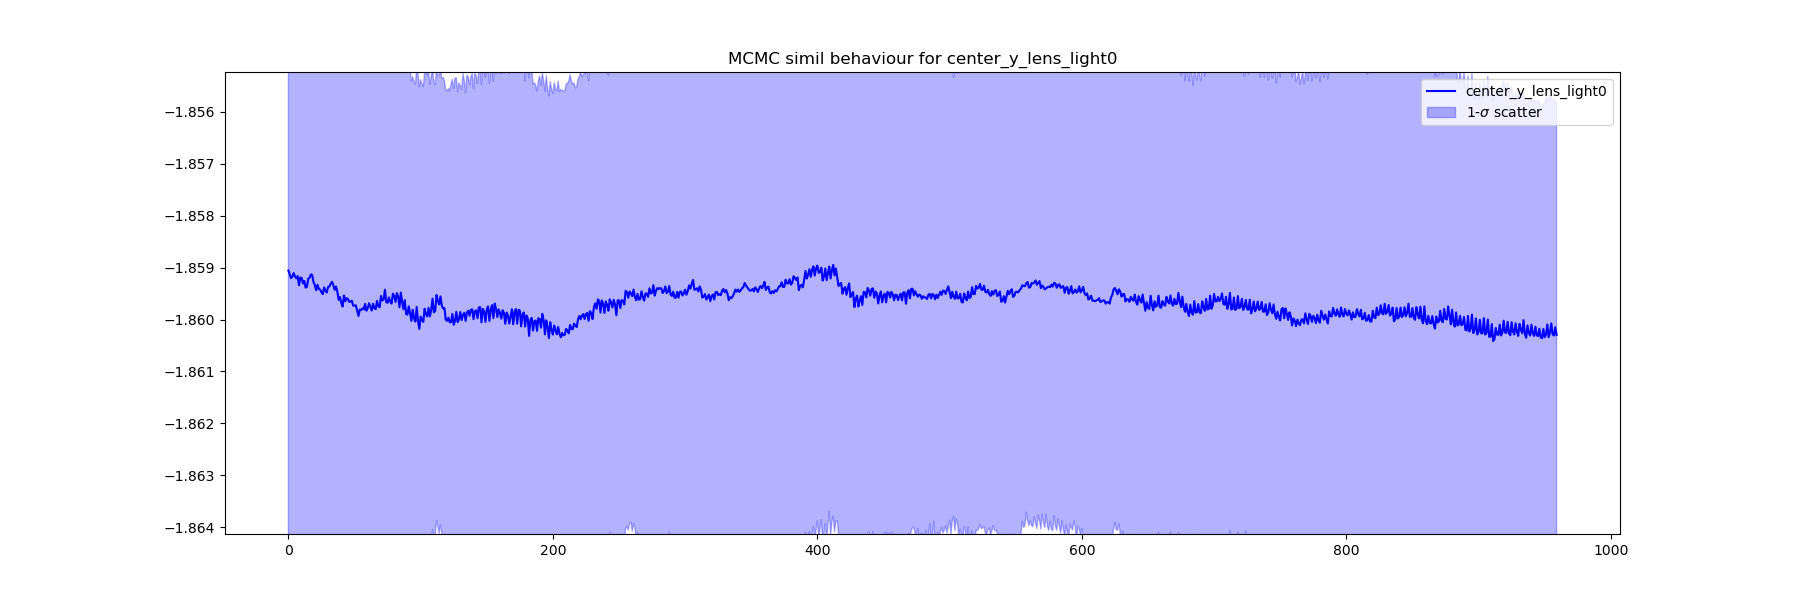 MCMC simil behaviour for center_y_lens_light0
center_y_lens_light0
1-σ scatter
−1.856
−1.857
−1.858
−1.859
−1.860
−1.861
−1.862
−1.863
−1.864
0 200 400 600 800 1000